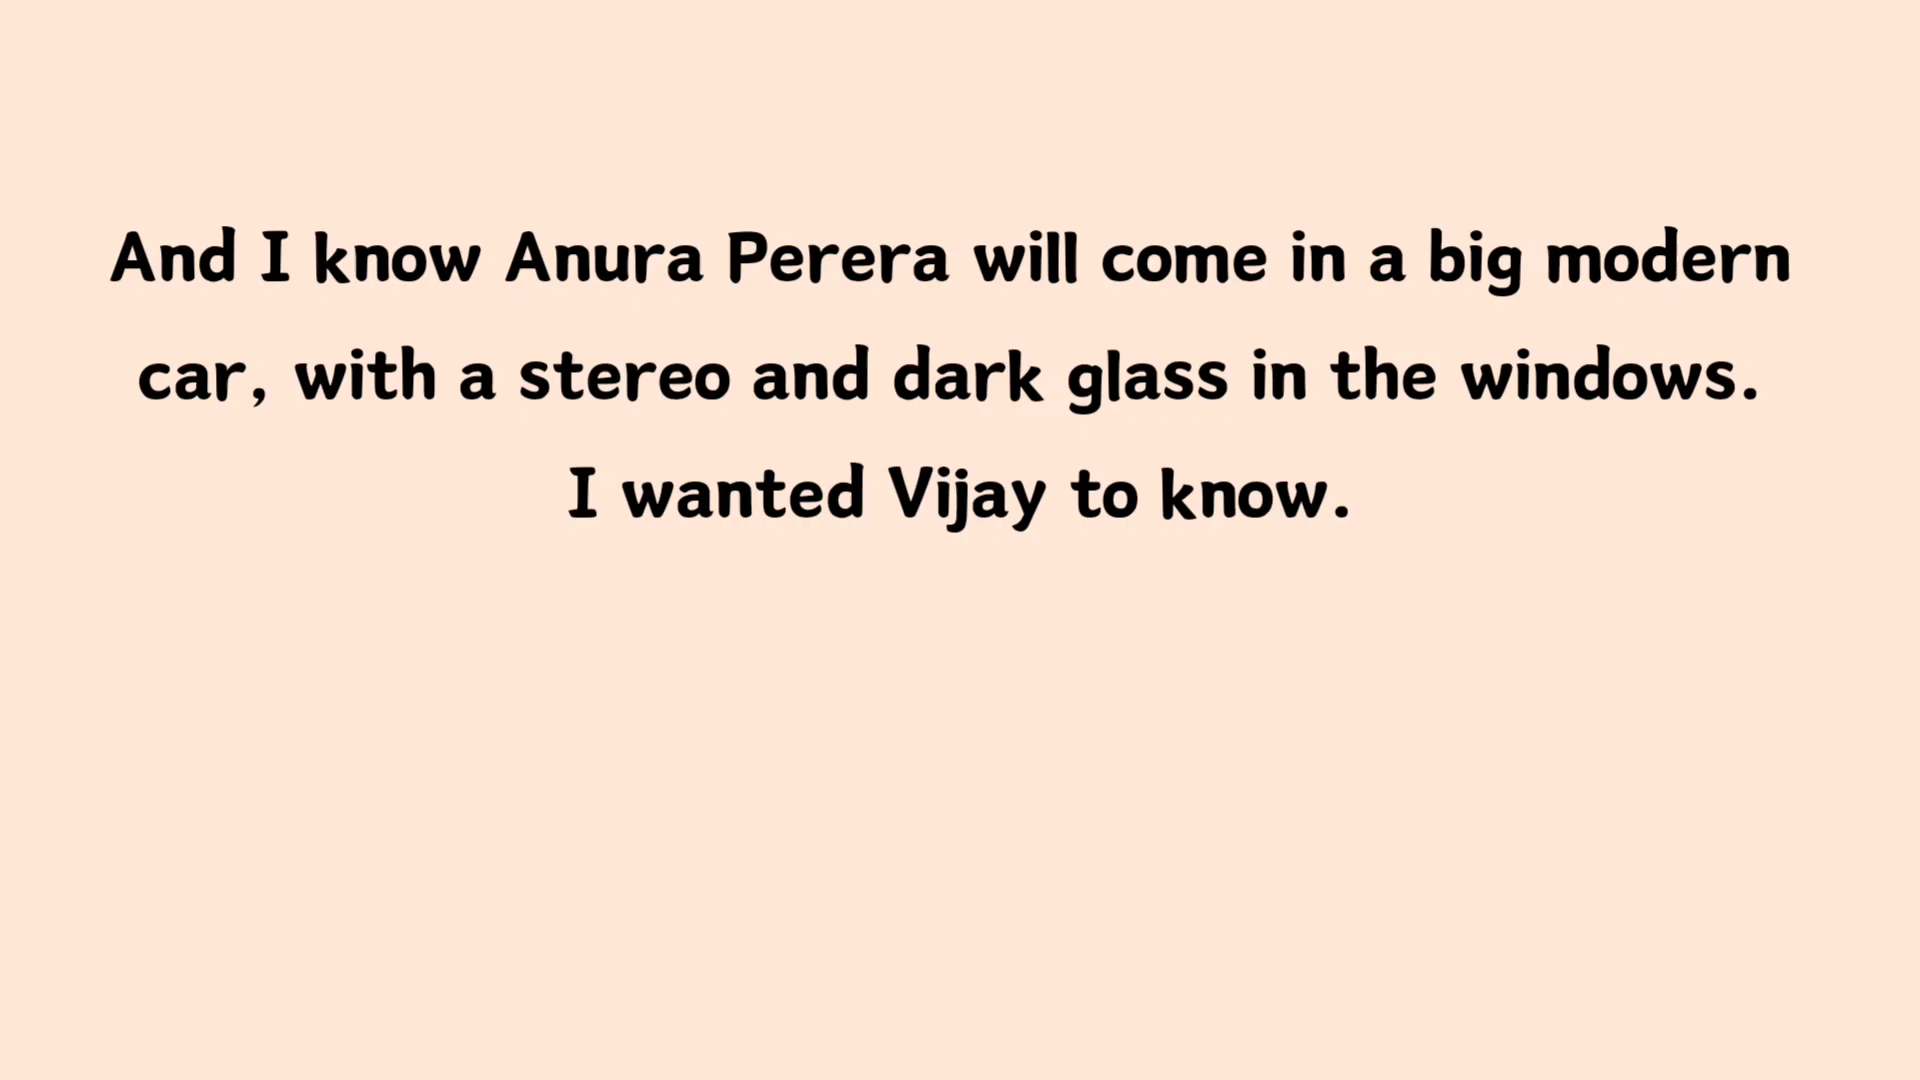 And I know Anura Perera will come in a big modern
car, with a stereo and dark glass in the windows.
I wanted Vijay to know.